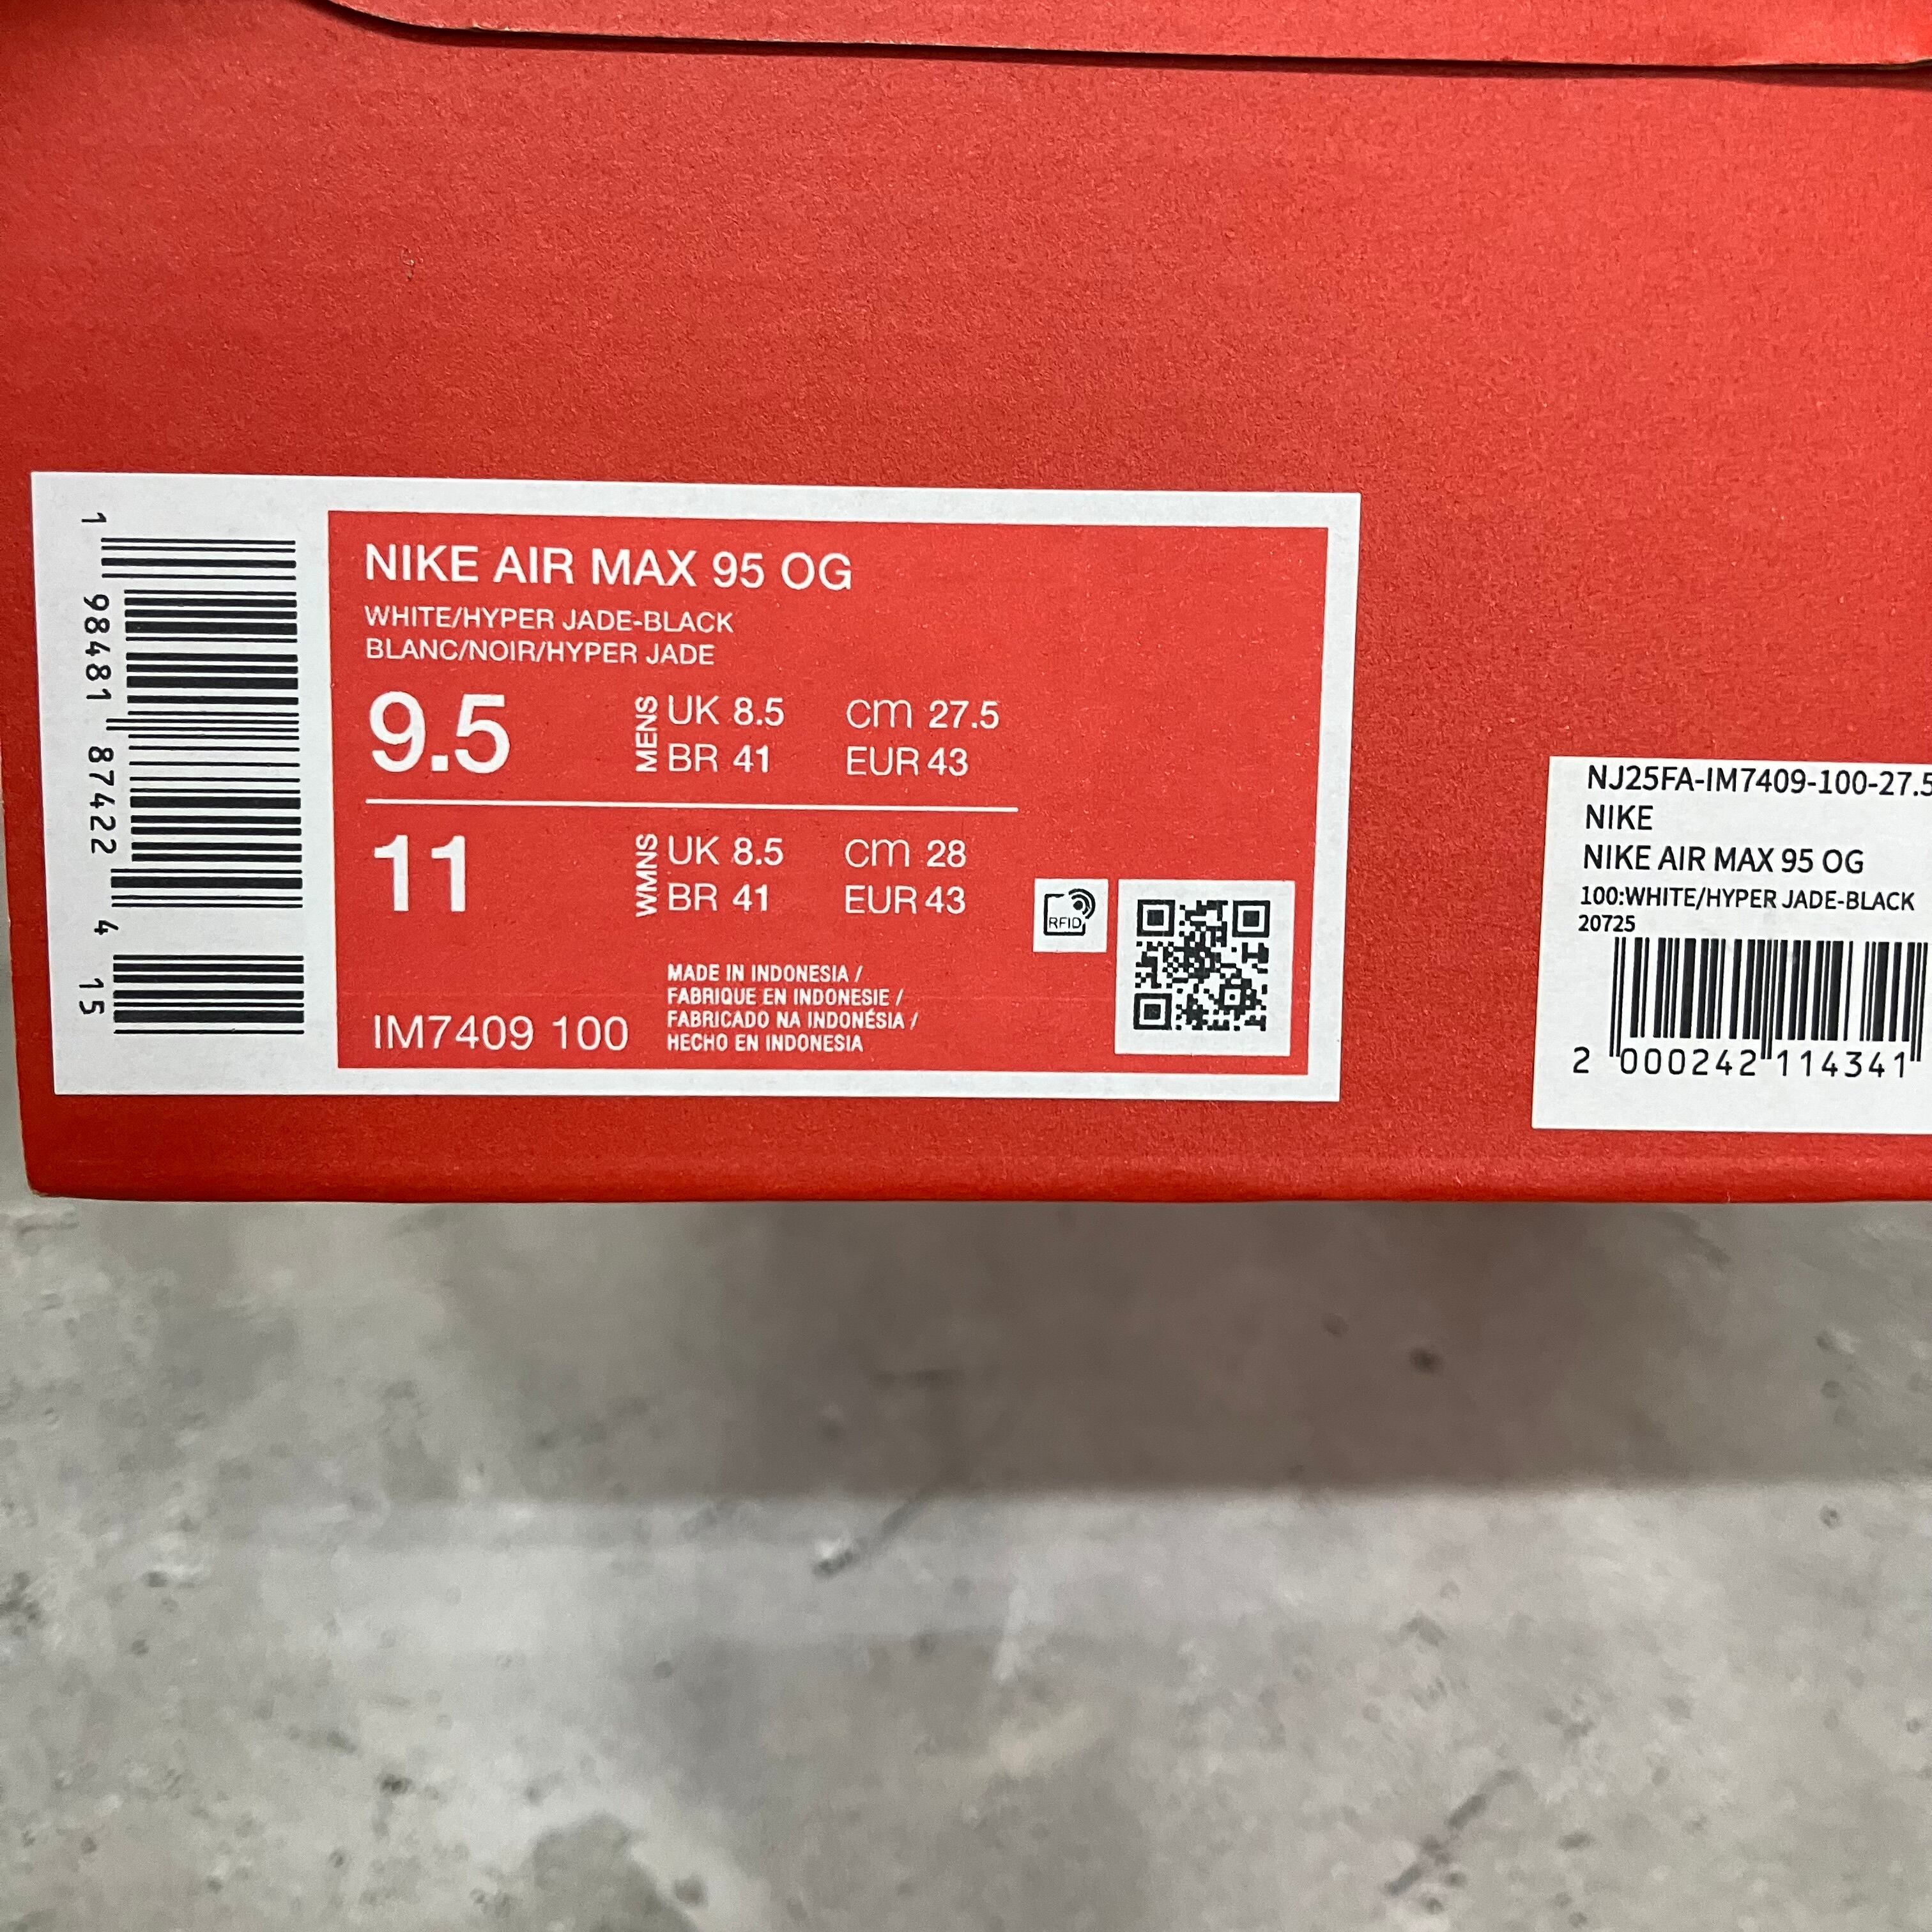 1 98481 87422 4 15
NIKE AIR MAX 95 OG
WHITE/HYPER JADE-BLACK
BLANC/NOIR/HYPER JADE
9.5 MENS UK 8.5 cm 27.5
BR 41 EUR 43
11 WMNS UK 8.5 cm 28
BR 41 EUR 43
RFID
MADE IN INDONESIA /
FABRIQUE EN INDONESIE /
FABRICADO NA INDONÉSIA /
HECHO EN INDONESIA
IM7409 100
NJ25FA-IM7409-100-27.5
NIKE
NIKE AIR MAX 95 OG
100:WHITE/HYPER JADE-BLACK
20725
2 000242 114341